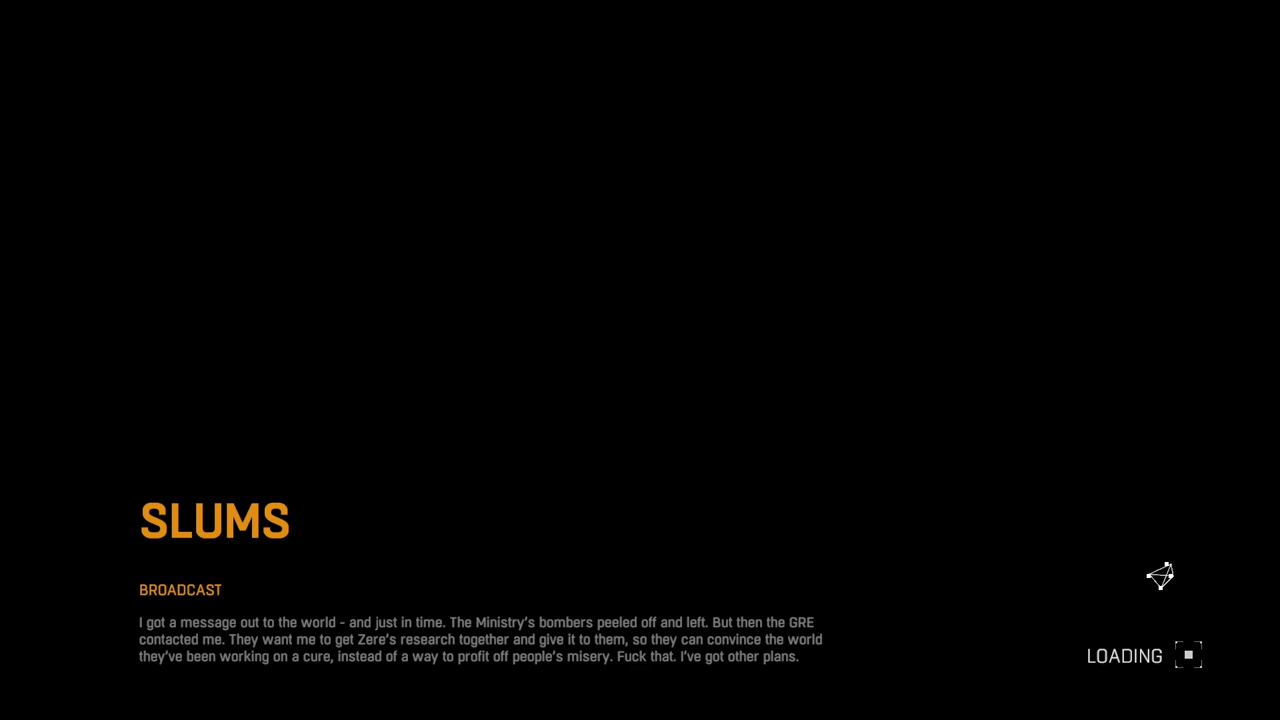 SLUMS
BROADCAST
I got a message out to the world - and just in time. The Ministry's bombers peeled off and left. But then the GRE
contacted me. They want me to get Zere's research together and give it to them, so they can convince the world
they've been working on a cure, instead of a way to profit off people's misery. Fuck that. I've got other plans.
LOADING